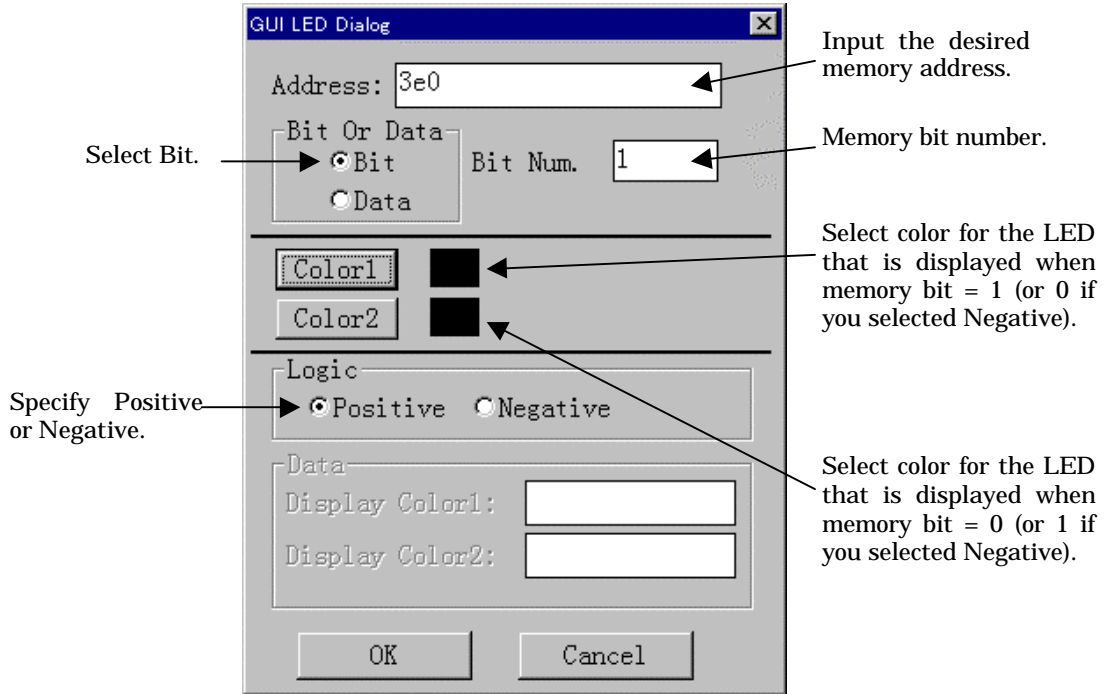 GUI LED Dialog
Input the desired
memory address.
Address: 3e0
Bit Or Data
Memory bit number.
Select Bit.
Bit
Bit Num. 1
Data
Select color for the LED
that is displayed when
memory bit = 1 (or 0 if
you selected Negative).
Color1
Color2
Logic
Specify Positive
or Negative.
Positive Negative
Data
Select color for the LED
that is displayed when
memory bit = 0 (or 1 if
you selected Negative).
Display Color1:
Display Color2:
OK Cancel